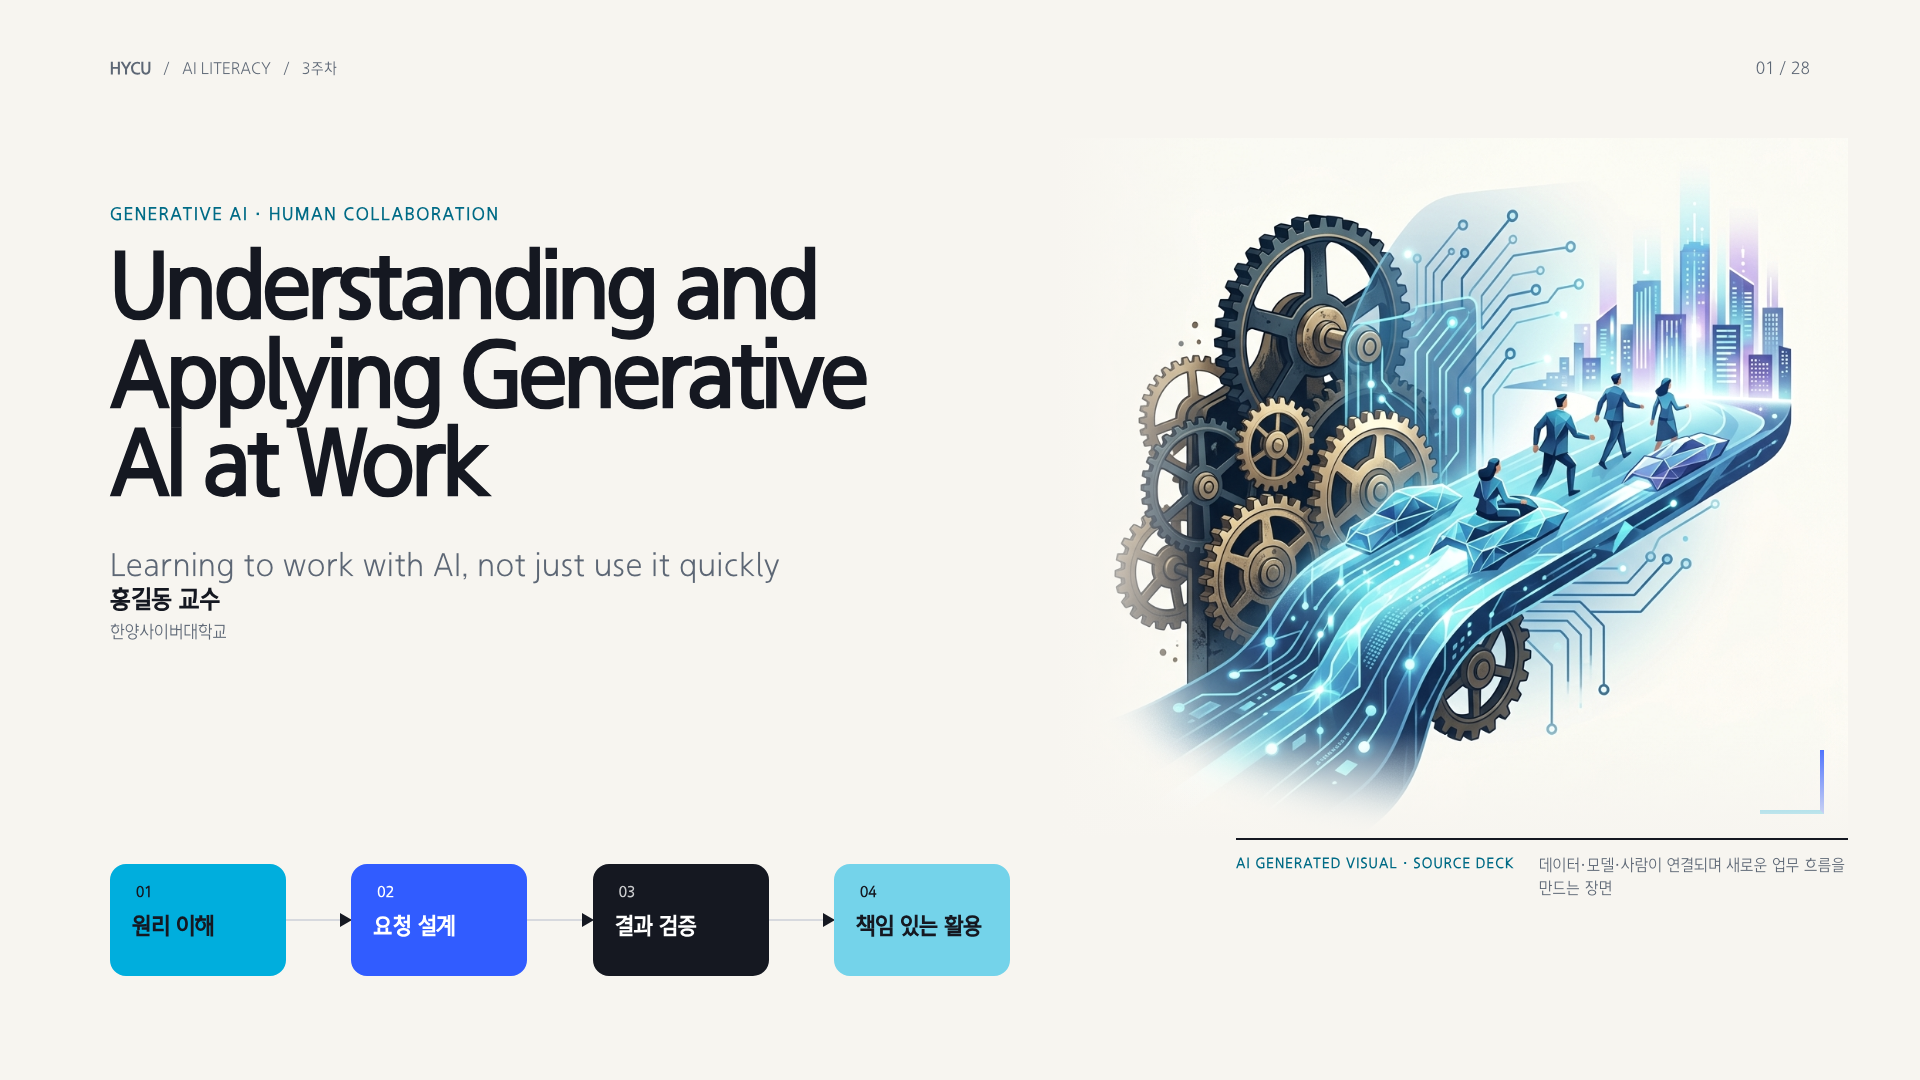 HYCU / AI LITERACY / 3주차
01 / 28
GENERATIVE AI · HUMAN COLLABORATION
Understanding and
Applying Generative
AI at Work
Learning to work with AI, not just use it quickly
홍길동 교수
한양사이버대학교
01
원리 이해
02
요청 설계
03
결과 검증
04
책임 있는 활용
AI GENERATED VISUAL · SOURCE DECK
데이터·모델·사람이 연결되며 새로운 업무 흐름을
만드는 장면